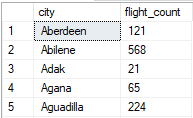 city flight_count
1 Aberdeen 121
2 Abilene 568
3 Adak 21
4 Agana 65
5 Aguadilla 224